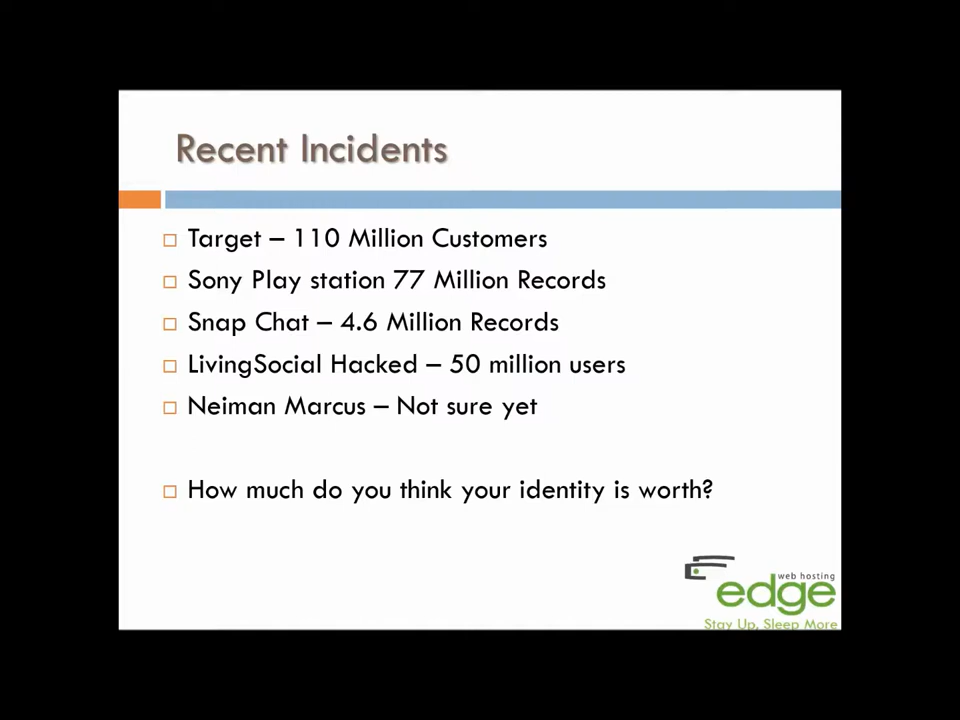 Recent Incidents
Target – 110 Million Customers
Sony Play station 77 Million Records
Snap Chat – 4.6 Million Records
LivingSocial Hacked – 50 million users
Neiman Marcus – Not sure yet
How much do you think your identity is worth?
web hosting
edge
Stay Up, Sleep More